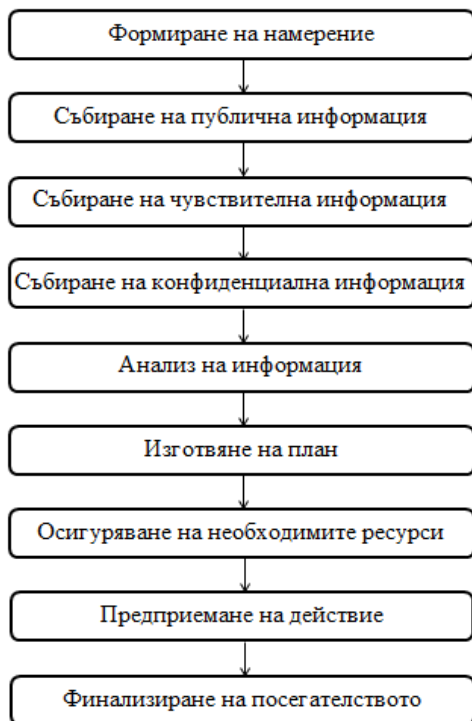 Формиране на намерение
Събиране на публична информация
Събиране на чувствителна информация
Събиране на конфиденциална информация
Анализ на информация
Изготвяне на план
Осигуряване на необходимите ресурси
Предприемане на действие
Финализиране на посегателството